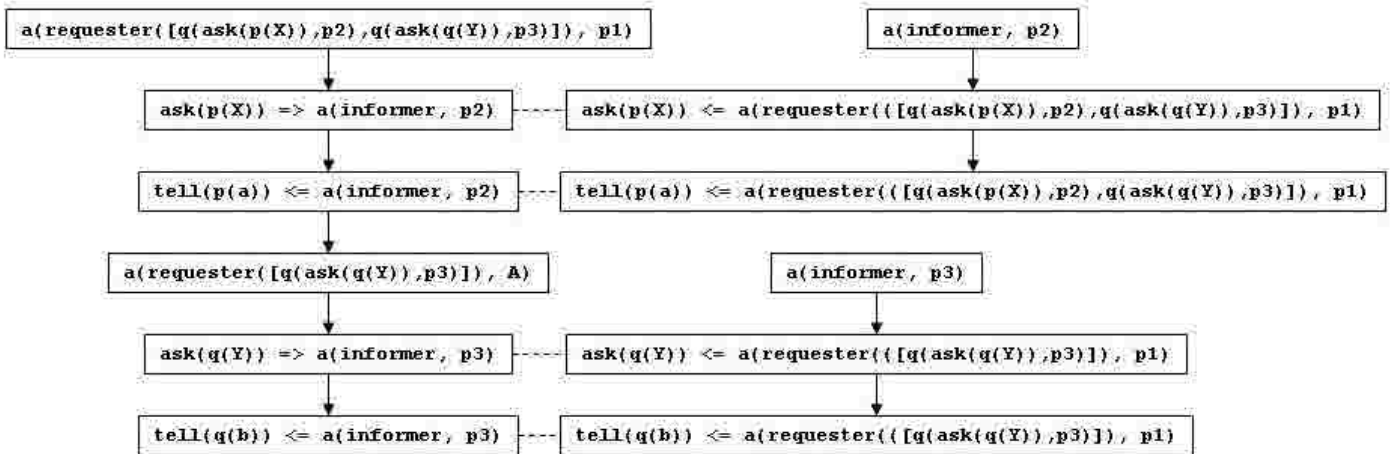 a(requester([q(ask(p(X)),p2),q(ask(q(Y)),p3)]), p1)
a(informer, p2)
ask(p(X)) => a(informer, p2)
ask(p(X)) <= a(requester(([q(ask(p(X)),p2),q(ask(q(Y)),p3)]), p1)
tell(p(a)) <= a(informer, p2)
tell(p(a)) <= a(requester(([q(ask(p(X)),p2),q(ask(q(Y)),p3)]), p1)
a(requester([q(ask(q(Y)),p3)]), A)
a(informer, p3)
ask(q(Y)) => a(informer, p3)
ask(q(Y)) <= a(requester(([q(ask(q(Y)),p3)]), p1)
tell(q(b)) <= a(informer, p3)
tell(q(b)) <= a(requester(([q(ask(q(Y)),p3)]), p1)